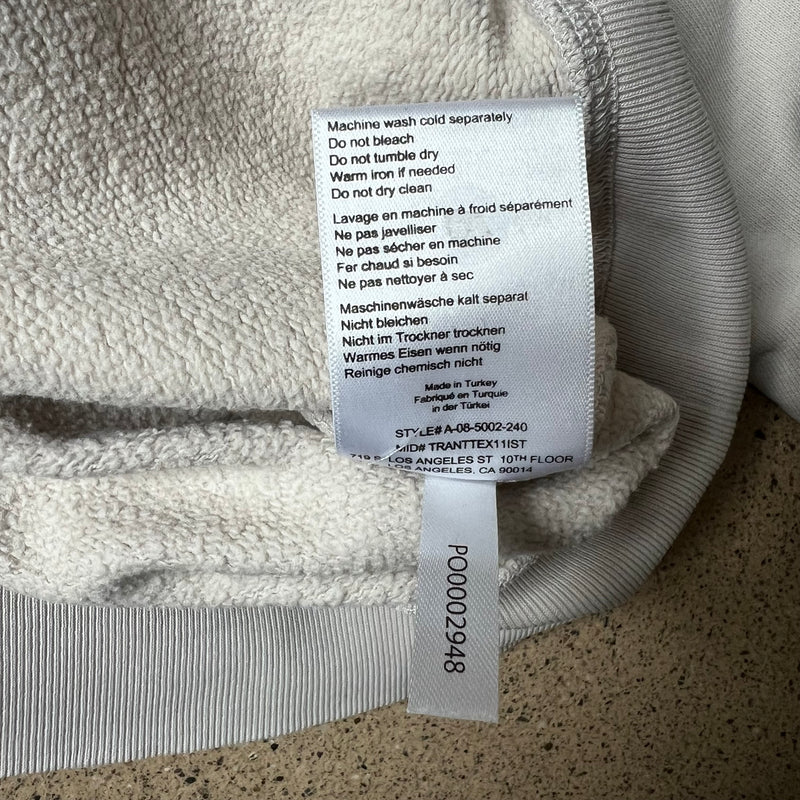 Machine wash cold separately
Do not bleach
Do not tumble dry
Warm iron if needed
Do not dry clean
Lavage en machine à froid séparément
Ne pas javelliser
Ne pas sécher en machine
Fer chaud si besoin
Ne pas nettoyer à sec
Maschinenwäsche kalt separat
Nicht bleichen
Nicht im Trockner trocknen
Warmes Eisen wenn nötig
Reinige chemisch nicht
Made in Turkey
Fabriqué en Turquie
in der Türkei
STYLE# A-08-5002-240
MID# TRANTTEX11IST
719 S LOS ANGELES ST 10TH FLOOR
LOS ANGELES, CA 90014
PO0002948